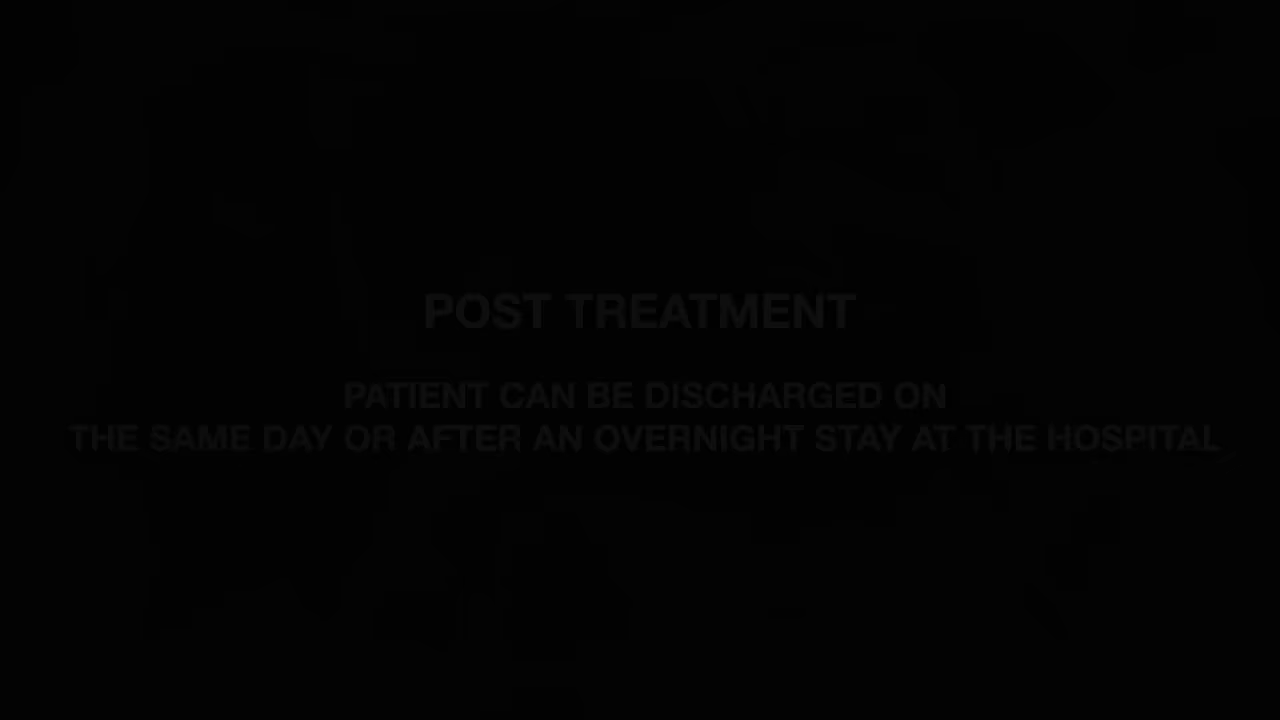 POST TREATMENT
PATIENT CAN BE DISCHARGED ON
THE SAME DAY OR AFTER AN OVERNIGHT STAY AT THE HOSPITAL